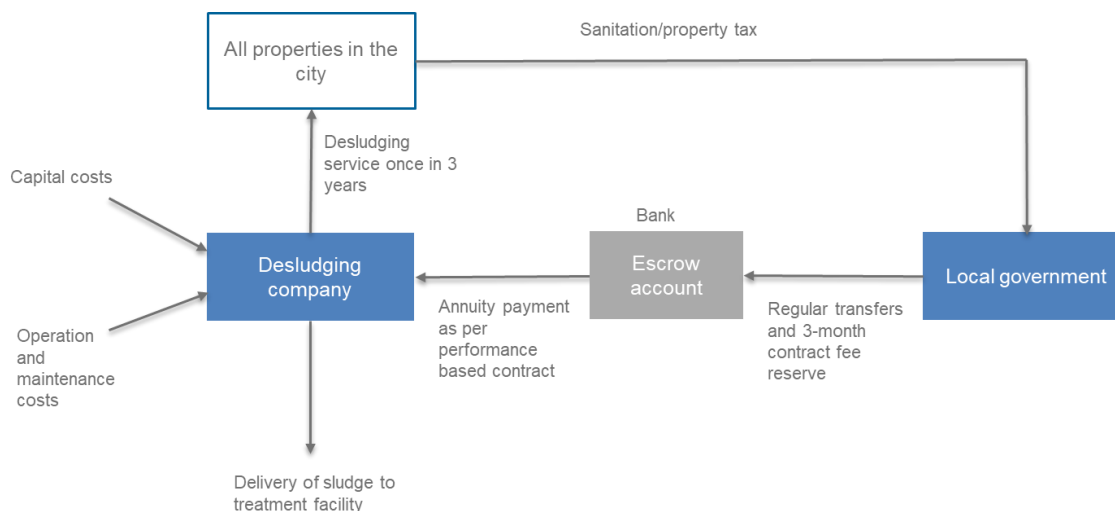 Sanitation/property tax
All properties in the
city
Desludging
service once in 3
years
Capital costs
Bank
Desludging
company
Escrow
account
Local government
Annuity payment
as per
performance
based contract
Regular transfers
and 3-month
contract fee
reserve
Operation
and
maintenance
costs
Delivery of sludge to
treatment facility